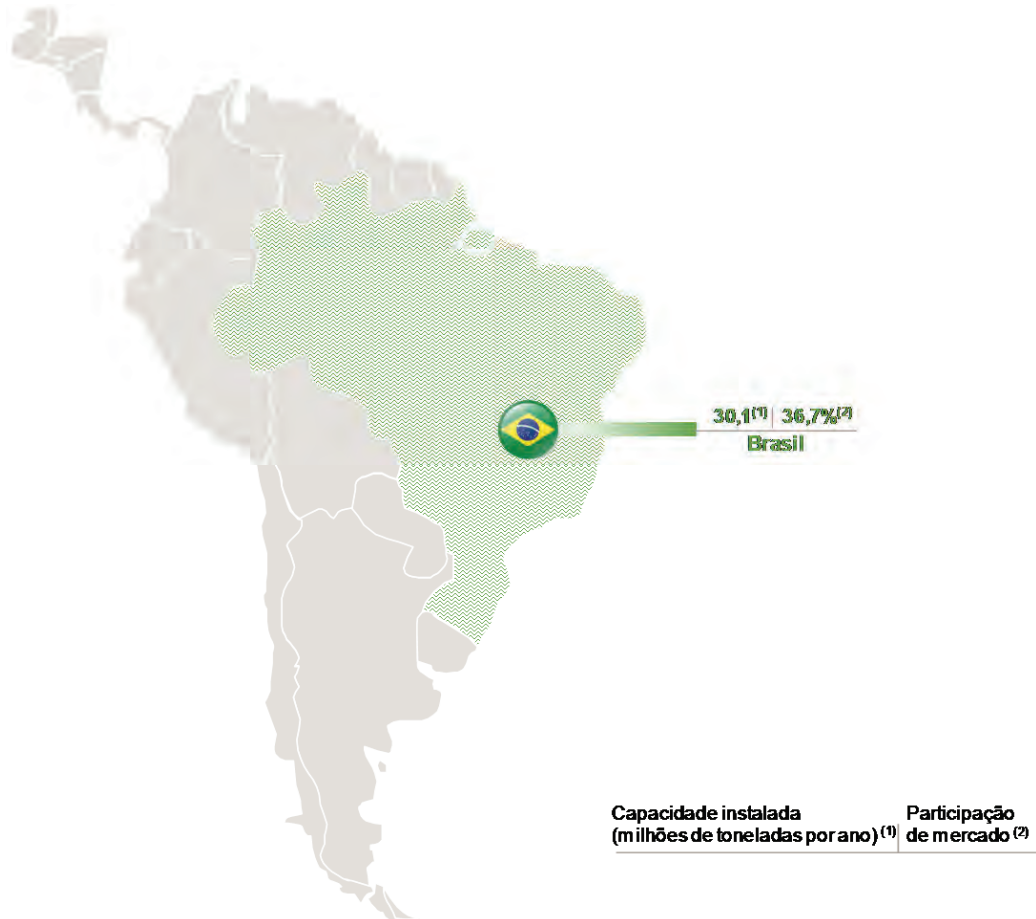 30,1(1) 36,7%(2)
Brasil
Capacidade instalada
(milhões de toneladas por ano) (1)
Participação
de mercado (2)